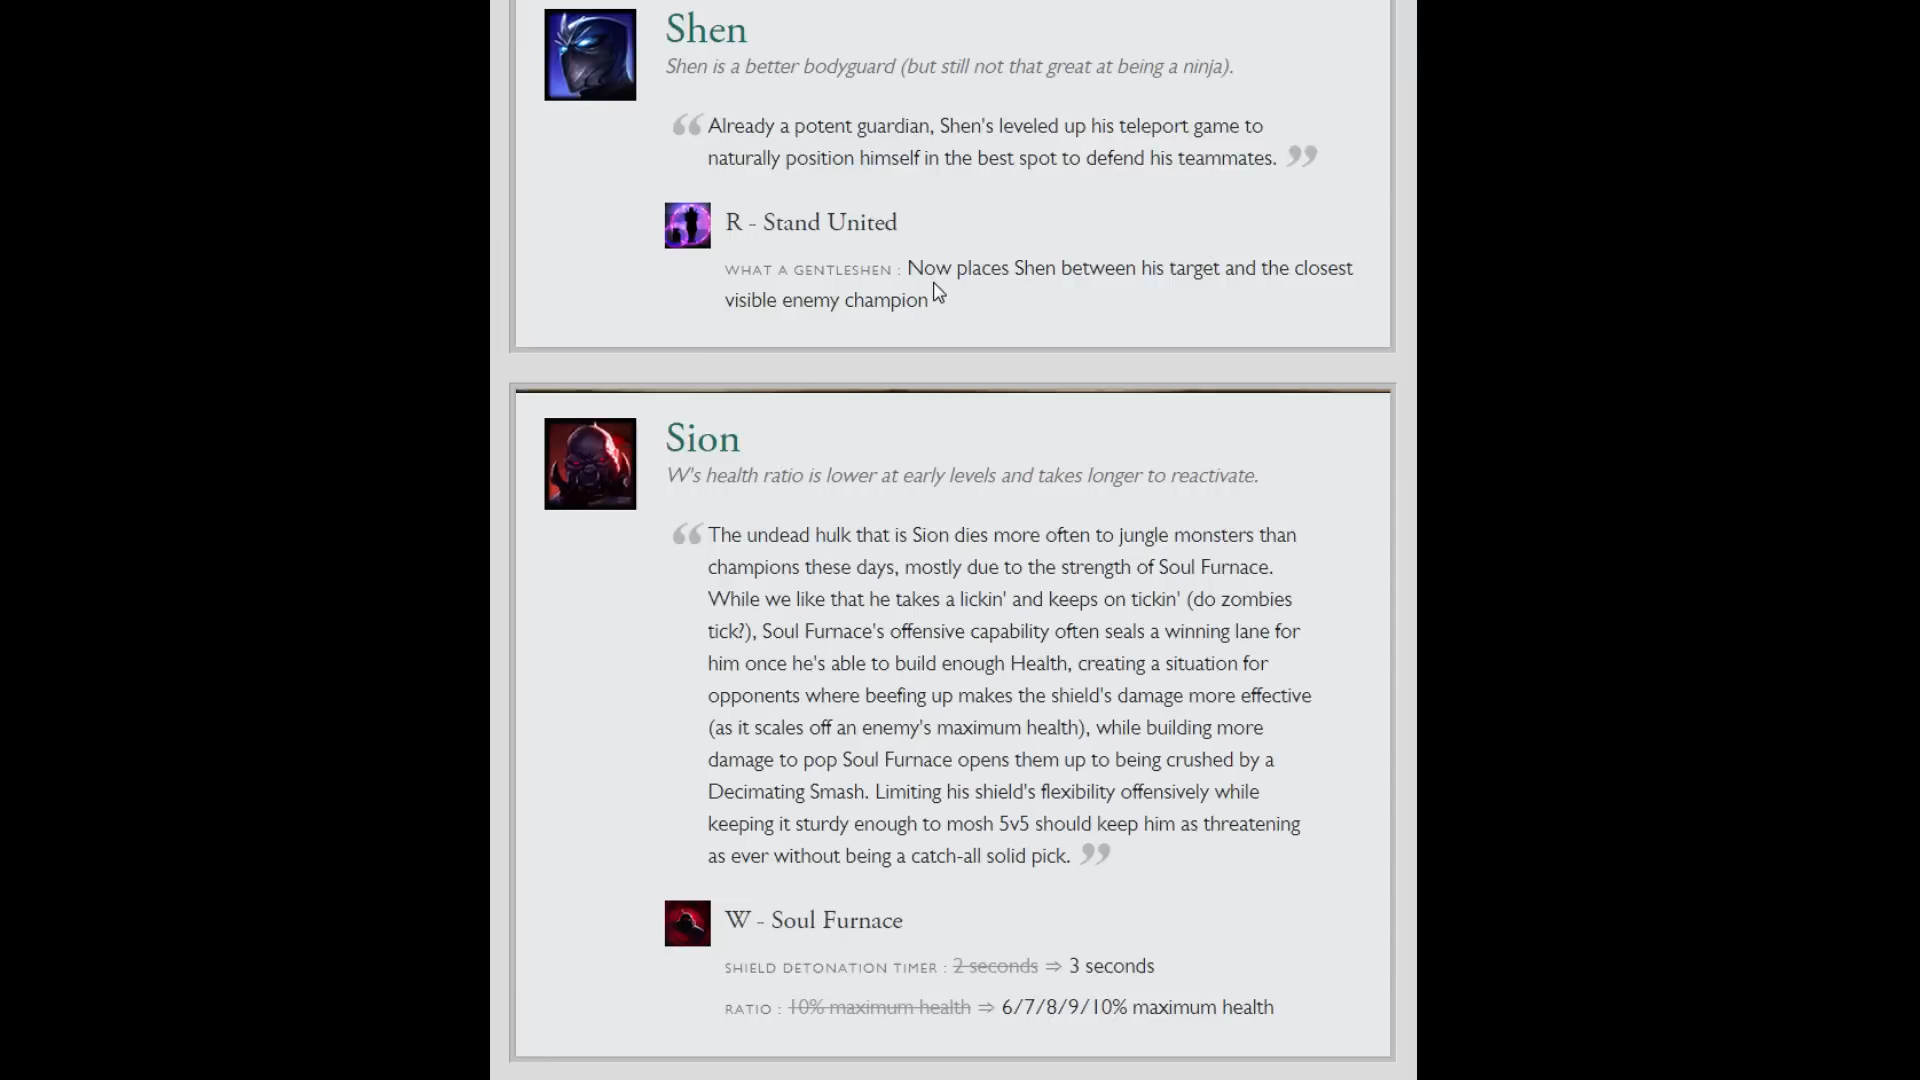 Shen
Shen is a better bodyguard (but still not that great at being a ninja).
“ Already a potent guardian, Shen's leveled up his teleport game to
naturally position himself in the best spot to defend his teammates. ”
R - Stand United
WHAT A GENTLESHEN : Now places Shen between his target and the closest
visible enemy champion
Sion
W's health ratio is lower at early levels and takes longer to reactivate.
“ The undead hulk that is Sion dies more often to jungle monsters than
champions these days, mostly due to the strength of Soul Furnace.
While we like that he takes a lickin' and keeps on tickin' (do zombies
tick?), Soul Furnace's offensive capability often seals a winning lane for
him once he's able to build enough Health, creating a situation for
opponents where beefing up makes the shield's damage more effective
(as it scales off an enemy's maximum health), while building more
damage to pop Soul Furnace opens them up to being crushed by a
Decimating Smash. Limiting his shield's flexibility offensively while
keeping it sturdy enough to mosh 5v5 should keep him as threatening
as ever without being a catch-all solid pick. ”
W - Soul Furnace
SHIELD DETONATION TIMER : 2 seconds ⇒ 3 seconds
RATIO : 10% maximum health ⇒ 6/7/8/9/10% maximum health